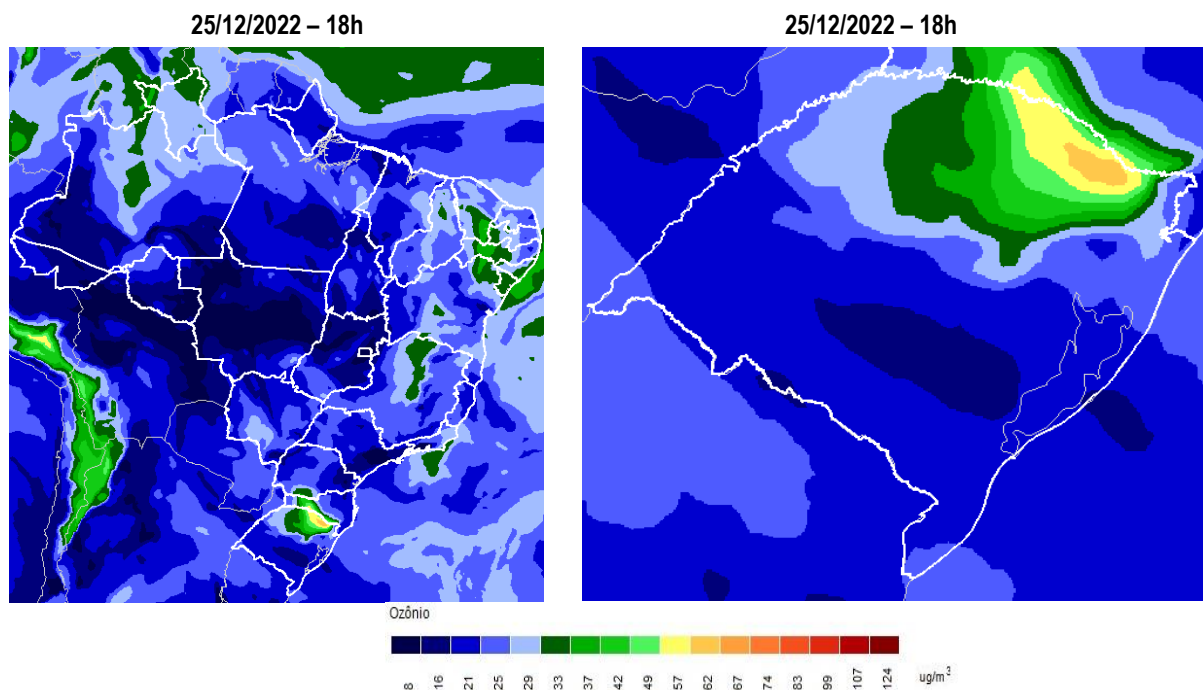 25/12/2022 – 18h
25/12/2022 – 18h
Ozônio
8 16 21 25 29 33 37 42 49 57 62 67 74 83 99 107 124 ug/m³